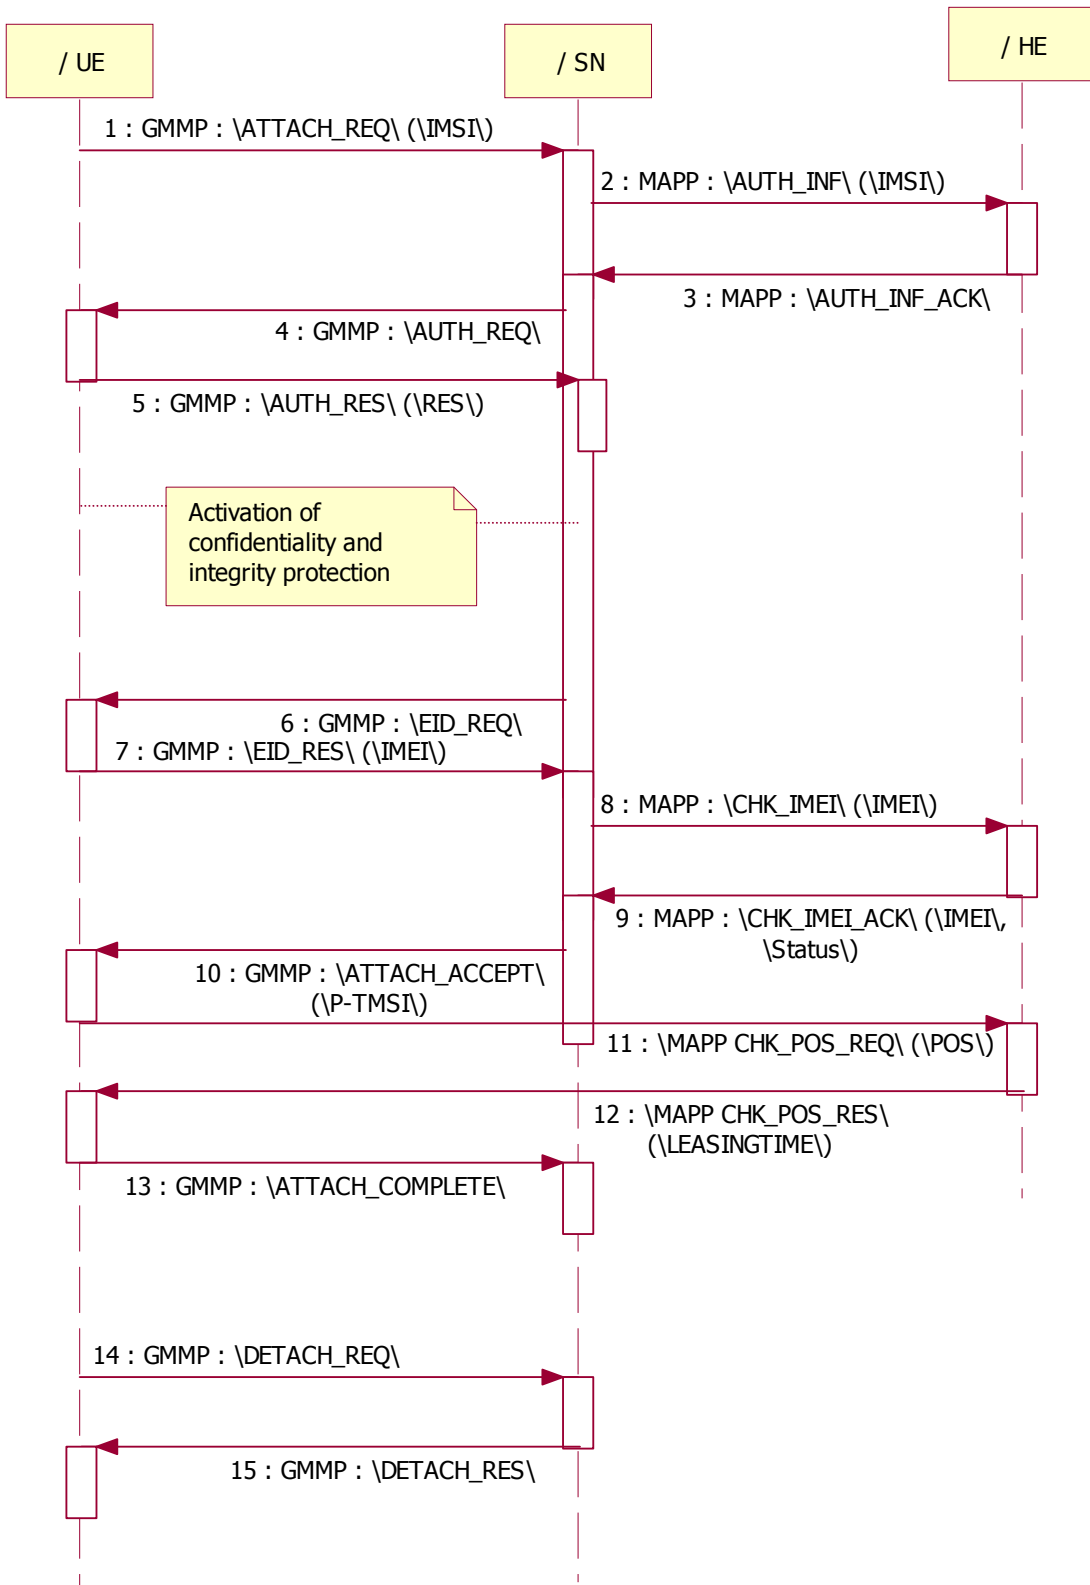 / UE
/ SN
/ HE
1 : GMMP : \ATTACH_REQ\ (\IMSI\)
2 : MAPP : \AUTH_INF\ (\IMSI\)
3 : MAPP : \AUTH_INF_ACK\
4 : GMMP : \AUTH_REQ\
5 : GMMP : \AUTH_RES\ (\RES\)
Activation of
confidentiality and
integrity protection
6 : GMMP : \EID_REQ\
7 : GMMP : \EID_RES\ (\IMEI\)
8 : MAPP : \CHK_IMEI\ (\IMEI\)
9 : MAPP : \CHK_IMEI_ACK\ (\IMEI\,
\Status\)
10 : GMMP : \ATTACH_ACCEPT\
(\P-TMSI\)
11 : \MAPP CHK_POS_REQ\ (\POS\)
12 : \MAPP CHK_POS_RES\
(\LEASINGTIME\)
13 : GMMP : \ATTACH_COMPLETE\
14 : GMMP : \DETACH_REQ\
15 : GMMP : \DETACH_RES\